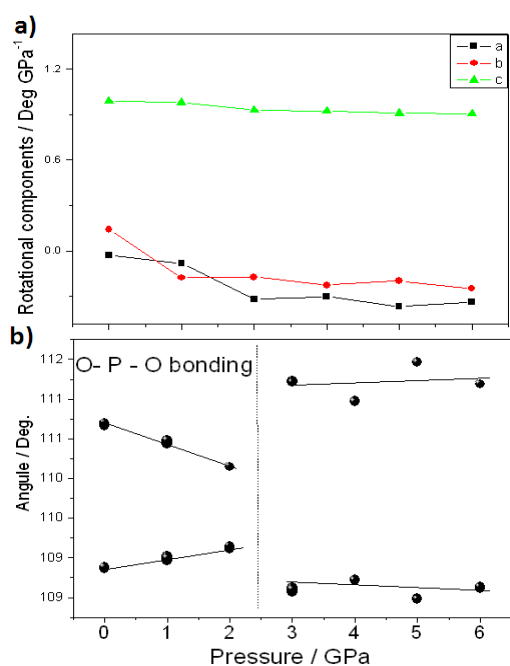 a)
Rotational components / Deg GPa-1
1.2
0.6
0.0
a
b
c
b)
O- P - O bonding
Angule / Deg.
112
111
111
110
110
109
109
0 1 2 3 4 5 6
Pressure / GPa